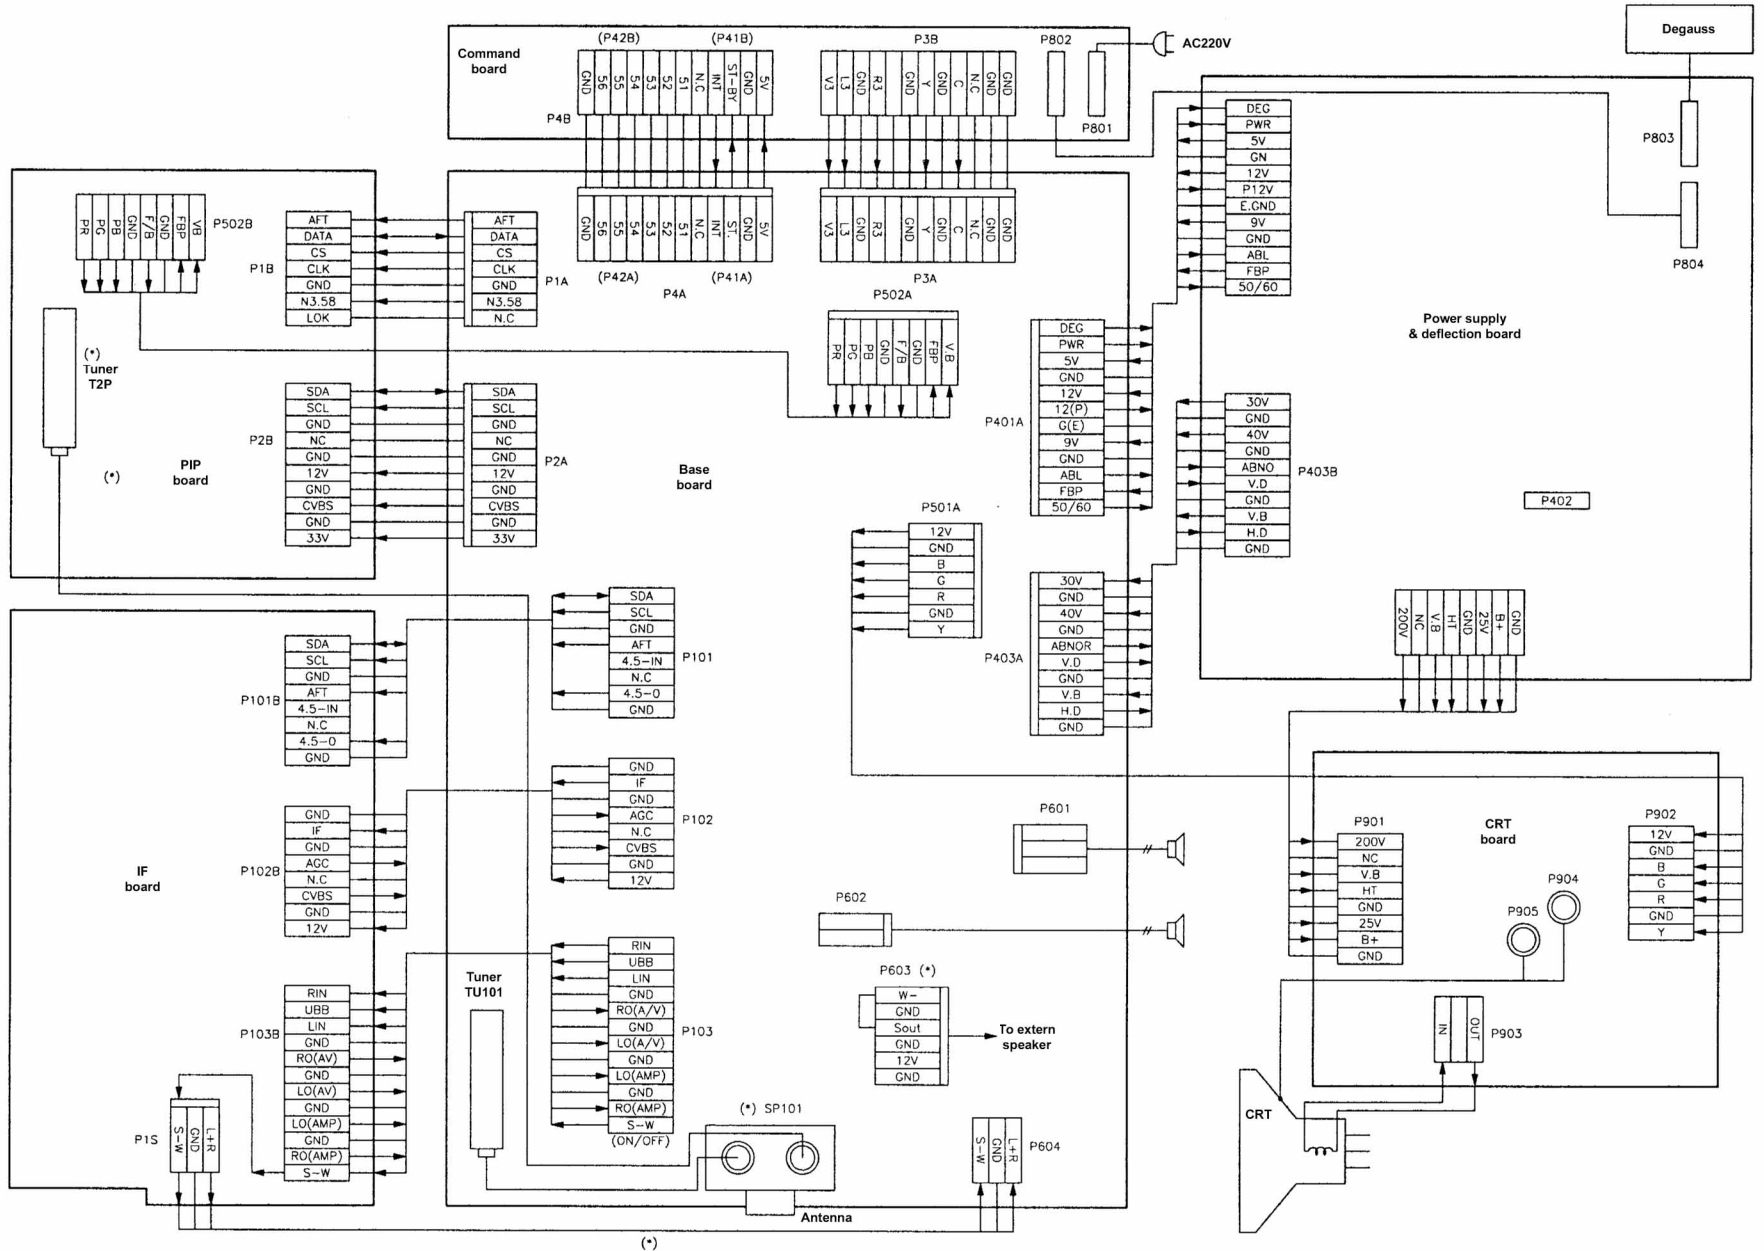 Degauss
Command
board
(P42B)
(P41B)
P3B
P802
AC220V
GND
56
55
54
53
52
51
N.C
INT
ST-BY
GND
5V
V3
L3
GND
R3
GND
Y
GND
C
N.C
GND
GND
P4B
P801
P803
P804
DEG
PWR
5V
GN
12V
P12V
E.GND
9V
GND
ABL
FBP
50/60
Power supply
& deflection board
GND
56
55
54
53
52
51
N.C
INT
ST.
5V
V3
L3
GND
R3
GND
Y
GND
C
N.C
GND
GND
(P42A)
(P41A)
P4A
P3A
PR
PG
PB
GND
F/B
GND
FBP
VB
P502B
P1B
AFT
DATA
CS
CLK
GND
N3.58
LOK
AFT
DATA
CS
CLK
GND
N3.58
N.C
P1A
P502A
PR
PG
PB
GND
F/B
GND
FBP
V.B
(*)
Tuner
T2P
(*)
PIP
board
P2B
SDA
SCL
GND
NC
GND
12V
GND
CVBS
GND
33V
SDA
SCL
GND
NC
GND
12V
GND
CVBS
GND
33V
P2A
Base
board
P401A
DEG
PWR
5V
GND
12V
12(P)
G(E)
9V
GND
ABL
FBP
50/60
30V
GND
40V
GND
ABNO
V.D
GND
V.B
H.D
GND
P403B
P402
P501A
12V
GND
B
G
R
GND
Y
P403A
30V
GND
40V
GND
ABNOR
V.D
GND
V.B
H.D
GND
200V
NC
V.B
HT
GND
25V
B+
GND
P101B
SDA
SCL
GND
AFT
4.5-IN
N.C
4.5-O
GND
SDA
SCL
GND
AFT
4.5-IN
N.C
4.5-O
GND
P101
IF
board
P102B
GND
IF
GND
AGC
N.C
CVBS
GND
12V
GND
IF
GND
AGC
N.C
CVBS
GND
12V
P102
P601
P602
P603 (*)
W-
GND
Sout
GND
12V
GND
To extern
speaker
CRT
board
P901
200V
NC
V.B
HT
GND
25V
B+
GND
P902
12V
GND
B
G
R
GND
Y
P904
P905
IN
OUT
P903
CRT
P103B
RIN
UBB
LIN
GND
RO(AV)
GND
LO(AV)
GND
LO(AMP)
GND
RO(AMP)
S-W
Tuner
TU101
RIN
UBB
LIN
GND
RO(A/V)
GND
LO(A/V)
GND
LO(AMP)
GND
RO(AMP)
S-W
(ON/OFF)
P103
P1S
S-W
GND
L+R
(*) SP101
S-W
GND
L+R
P604
Antenna
(*)